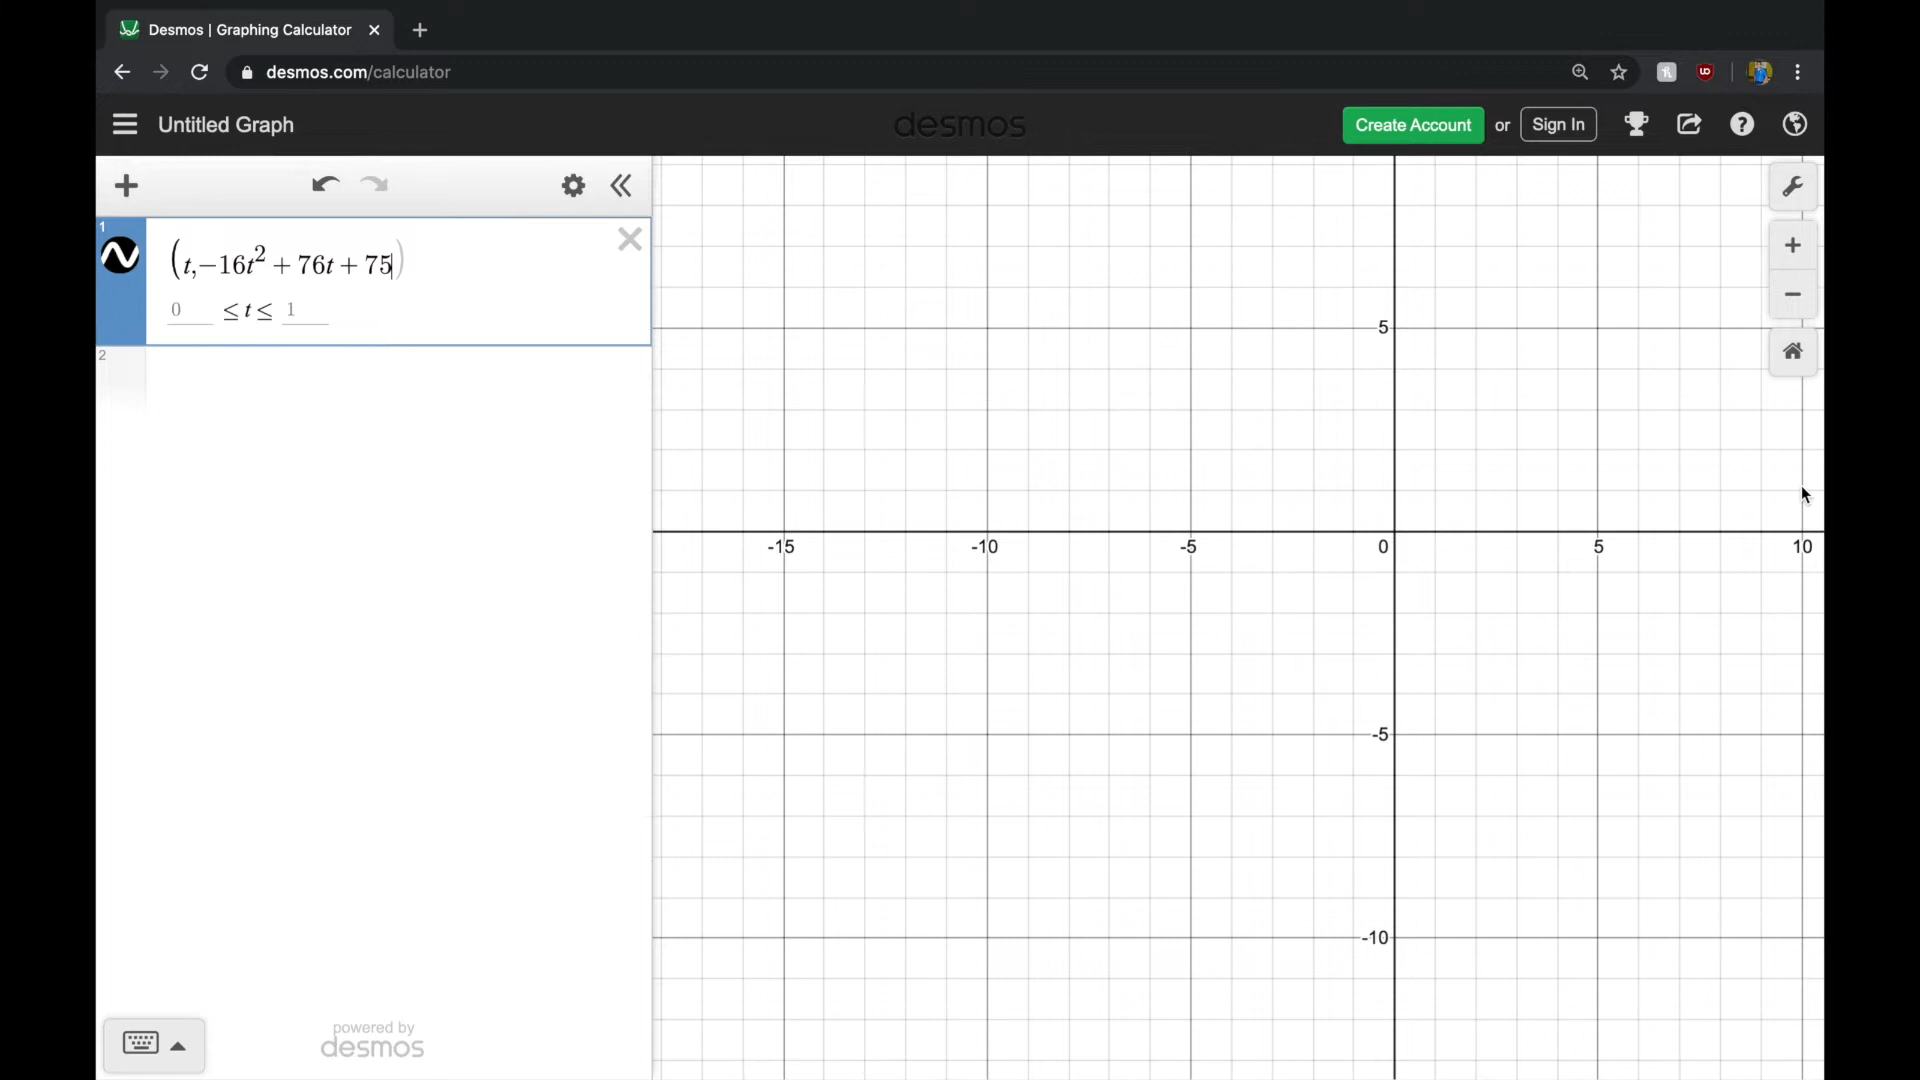 Desmos | Graphing Calculator
desmos.com/calculator
Untitled Graph
desmos
Create Account or Sign In
1
(t,−16t² + 76t + 75)
0 ≤ t ≤ 1
2
5
-15 -10 -5 0 5 10
-5
-10
powered by
desmos